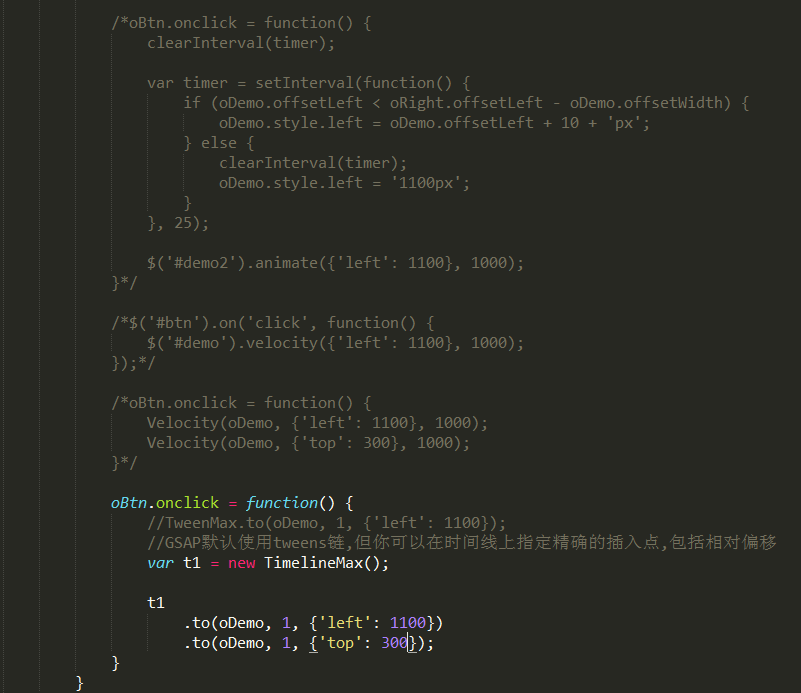 /*oBtn.onclick = function() {
clearInterval(timer);
var timer = setInterval(function() {
if (oDemo.offsetLeft < oRight.offsetLeft - oDemo.offsetWidth) {
oDemo.style.left = oDemo.offsetLeft + 10 + 'px';
} else {
clearInterval(timer);
oDemo.style.left = '1100px';
}
}, 25);
$('#demo2').animate({'left': 1100}, 1000);
}*/
/*$('#btn').on('click', function() {
$('#demo').velocity({'left': 1100}, 1000);
});*/
/*oBtn.onclick = function() {
Velocity(oDemo, {'left': 1100}, 1000);
Velocity(oDemo, {'top': 300}, 1000);
}*/
oBtn.onclick = function() {
//TweenMax.to(oDemo, 1, {'left': 1100});
//GSAP默认使用tweens链,但你可以在时间线上指定精确的插入点,包括相对偏移
var t1 = new TimelineMax();
t1
.to(oDemo, 1, {'left': 1100})
.to(oDemo, 1, {'top': 300});
}
}